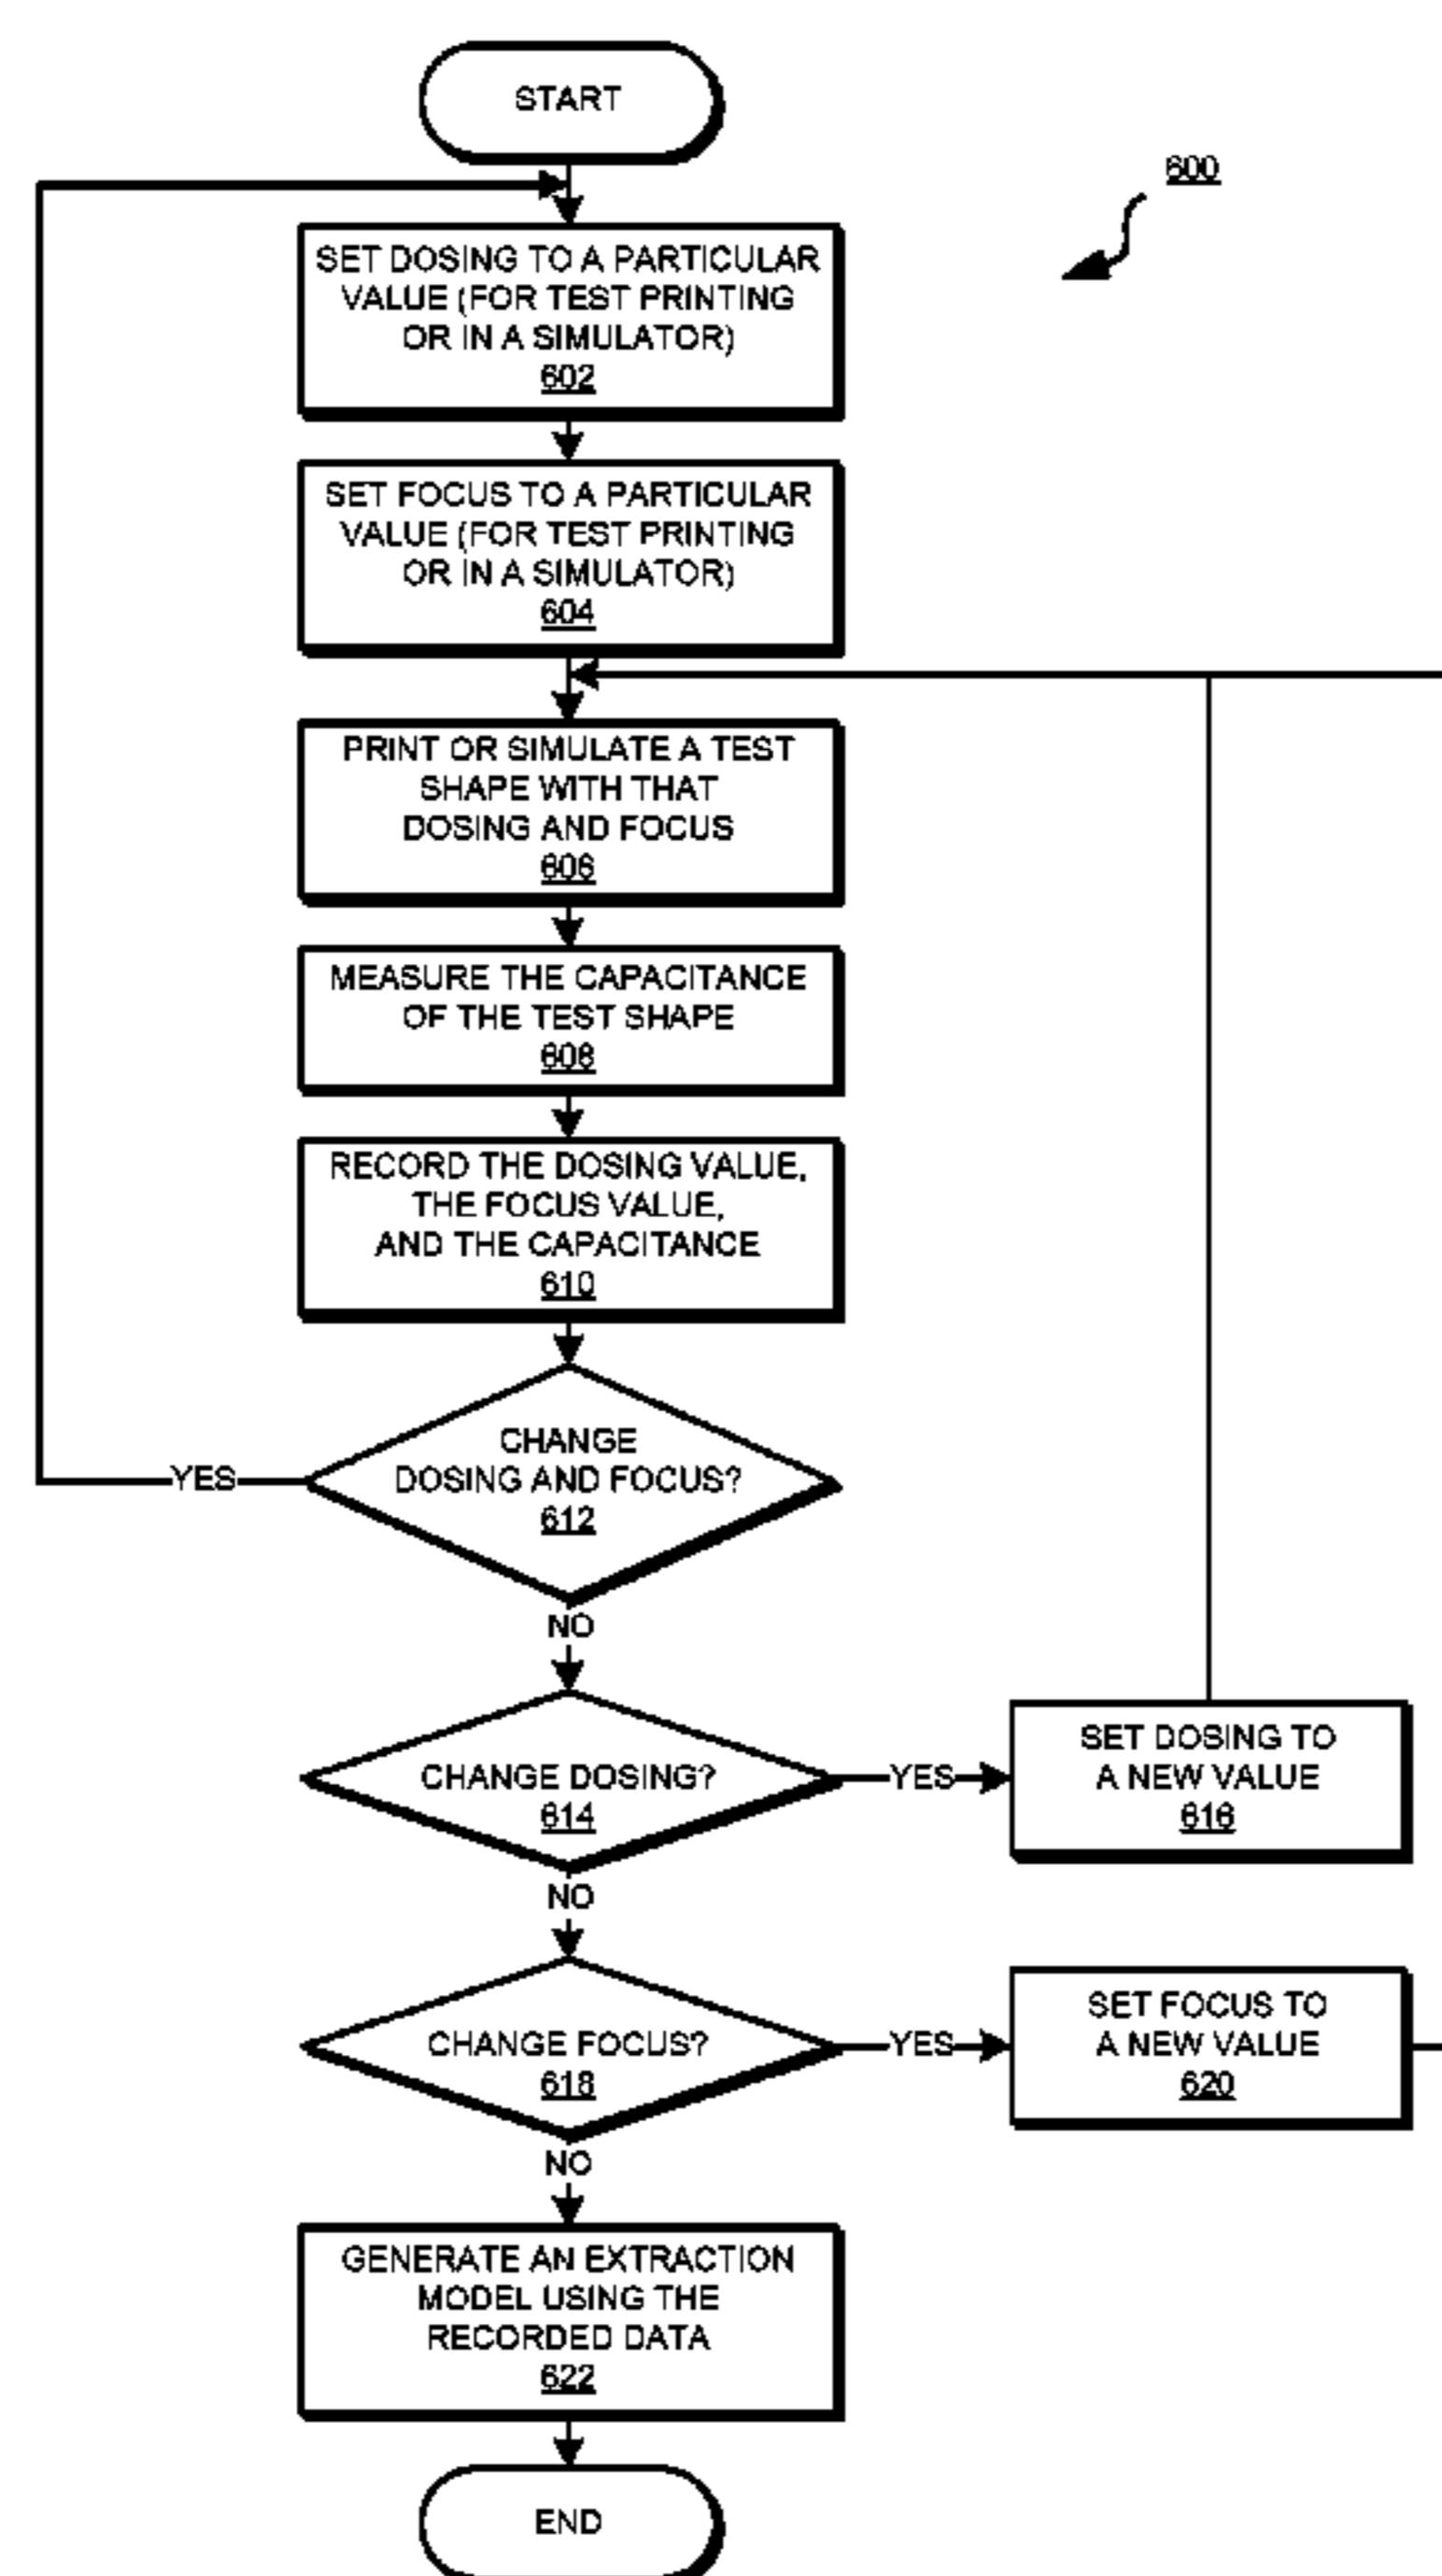 START
600
SET DOSING TO A PARTICULAR
VALUE (FOR TEST PRINTING
OR IN A SIMULATOR)
602
SET FOCUS TO A PARTICULAR
VALUE (FOR TEST PRINTING
OR IN A SIMULATOR)
604
PRINT OR SIMULATE A TEST
SHAPE WITH THAT
DOSING AND FOCUS
606
MEASURE THE CAPACITANCE
OF THE TEST SHAPE
608
RECORD THE DOSING VALUE,
THE FOCUS VALUE,
AND THE CAPACITANCE
610
CHANGE
DOSING AND FOCUS?
612
YES
NO
CHANGE DOSING?
614
YES
SET DOSING TO
A NEW VALUE
616
NO
CHANGE FOCUS?
618
YES
SET FOCUS TO
A NEW VALUE
620
NO
GENERATE AN EXTRACTION
MODEL USING THE
RECORDED DATA
622
END